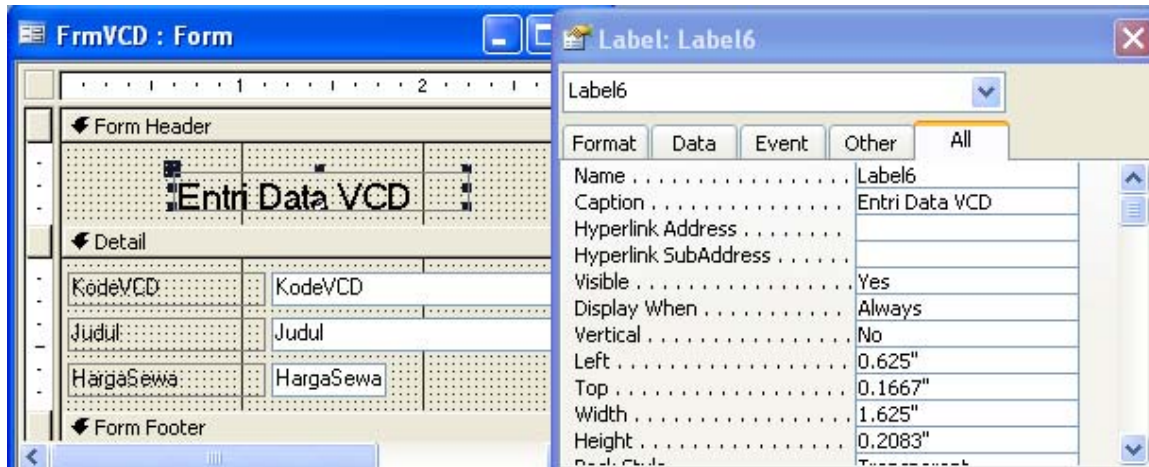 FrmVCD : Form
1 2
Form Header
Entri Data VCD
Detail
KodeVCD KodeVCD
Judul Judul
HargaSewa HargaSewa
Form Footer
Label: Label6
Label6
Format Data Event Other All
Name . . . . . . . . . . . . . . . . . . Label6
Caption . . . . . . . . . . . . . . . . Entri Data VCD
Hyperlink Address . . . . . . . .
Hyperlink SubAddress . . . . . .
Visible . . . . . . . . . . . . . . . . . . Yes
Display When . . . . . . . . . . . Always
Vertical . . . . . . . . . . . . . . . . . No
Left . . . . . . . . . . . . . . . . . . . . 0.625"
Top . . . . . . . . . . . . . . . . . . . . 0.1667"
Width . . . . . . . . . . . . . . . . . . 1.625"
Height . . . . . . . . . . . . . . . . . 0.2083"